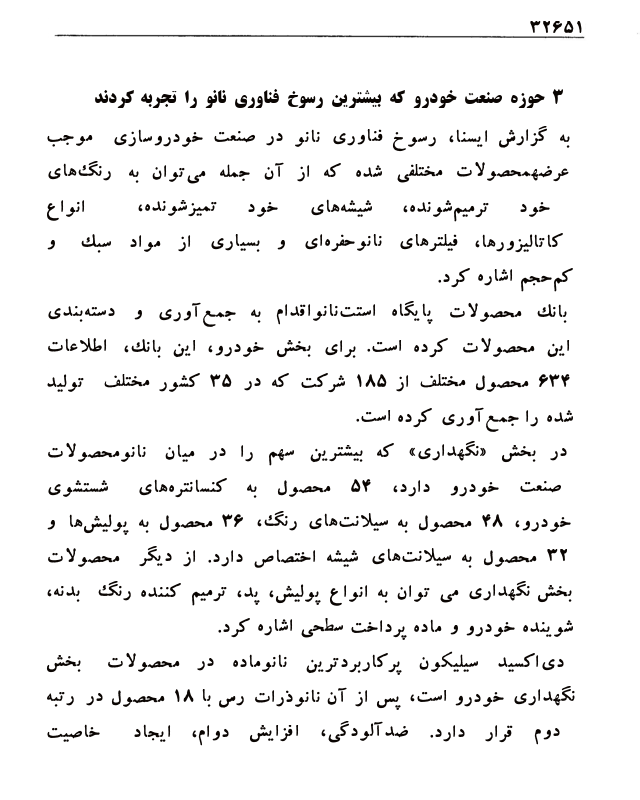 ۳۲۶۵۱
۳ حوزه صنعت خودرو که بیشترین رسوخ فناوری نانو را تجربه کردند
به گزارش ایسنا، رسوخ فناوری نانو در صنعت خودروسازی موجب
عرضهمحصولات مختلفی شده که از آن جمله می‌توان به رنگ‌های
خود ترمیم‌شونده، شیشه‌های خود تمیزشونده، انواع
کاتالیزورها، فیلترهای نانوحفره‌ای و بسیاری از مواد سبک و
کم‌حجم اشاره کرد.
بانک محصولات پایگاه استت‌نانواقدام به جمع‌آوری و دسته‌بندی
این محصولات کرده است. برای بخش خودرو، این بانک، اطلاعات
۶۳۴ محصول مختلف از ۱۸۵ شرکت که در ۳۵ کشور مختلف تولید
شده را جمع‌آوری کرده است.
در بخش «نگهداری» که بیشترین سهم را در میان نانومحصولات
صنعت خودرو دارد، ۵۴ محصول به کنسانتره‌های شستشوی
خودرو، ۴۸ محصول به سیلانت‌های رنگ، ۳۶ محصول به پولیش‌ها و
۳۲ محصول به سیلانت‌های شیشه اختصاص دارد. از دیگر محصولات
بخش نگهداری می توان به انواع پولیش، پد، ترمیم کننده رنگ بدنه،
شوینده خودرو و ماده پرداخت سطحی اشاره کرد.
دی‌اکسید سیلیکون پرکاربردترین نانوماده در محصولات بخش
نگهداری خودرو است، پس از آن نانوذرات رس با ۱۸ محصول در رتبه
دوم قرار دارد. ضدآلودگی، افزایش دوام، ایجاد خاصیت